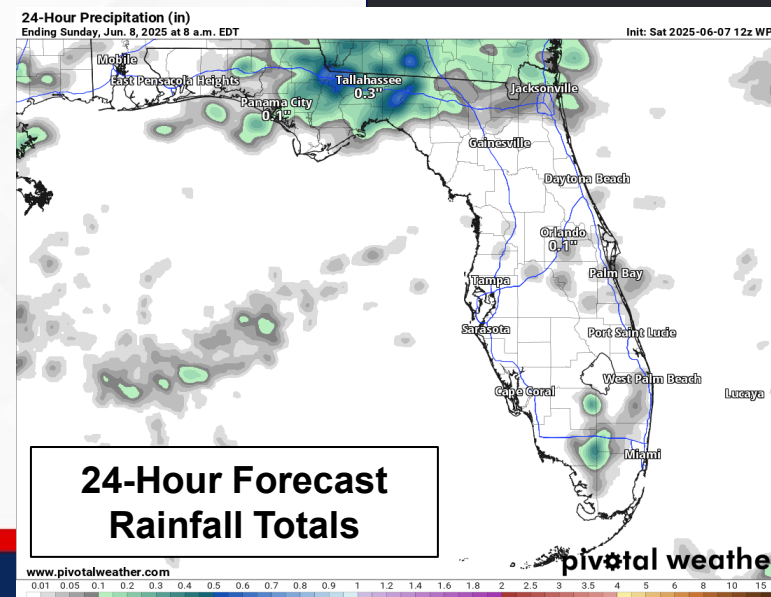 24-Hour Precipitation (in)
Ending Sunday, Jun. 8, 2025 at 8 a.m. EDT
Init: Sat 2025-06-07 12z WP
Mobile
East Pensacola Heights
Tallahassee
0.3"
Panama City
0.1"
Jacksonville
Gainesville
Daytona Beach
Orlando
0.1"
Tampa
Palm Bay
Sarasota
Port Saint Lucie
West Palm Beach
Cape Coral
Lucaya
Miami
24-Hour Forecast
Rainfall Totals
pivotal weathe
www.pivotalweather.com
0.01 0.05 0.1 0.2 0.3 0.4 0.5 0.6 0.7 0.8 0.9 1 1.2 1.4 1.6 1.8 2 2.5 3 3.5 4 5 6 8 10 15